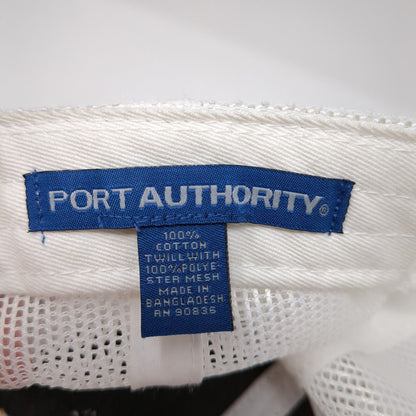 PORT AUTHORITY®
100%
COTTON
TWILL WITH
100% POLYE-
STER MESH
MADE IN
BANGLADESH
RN 90836